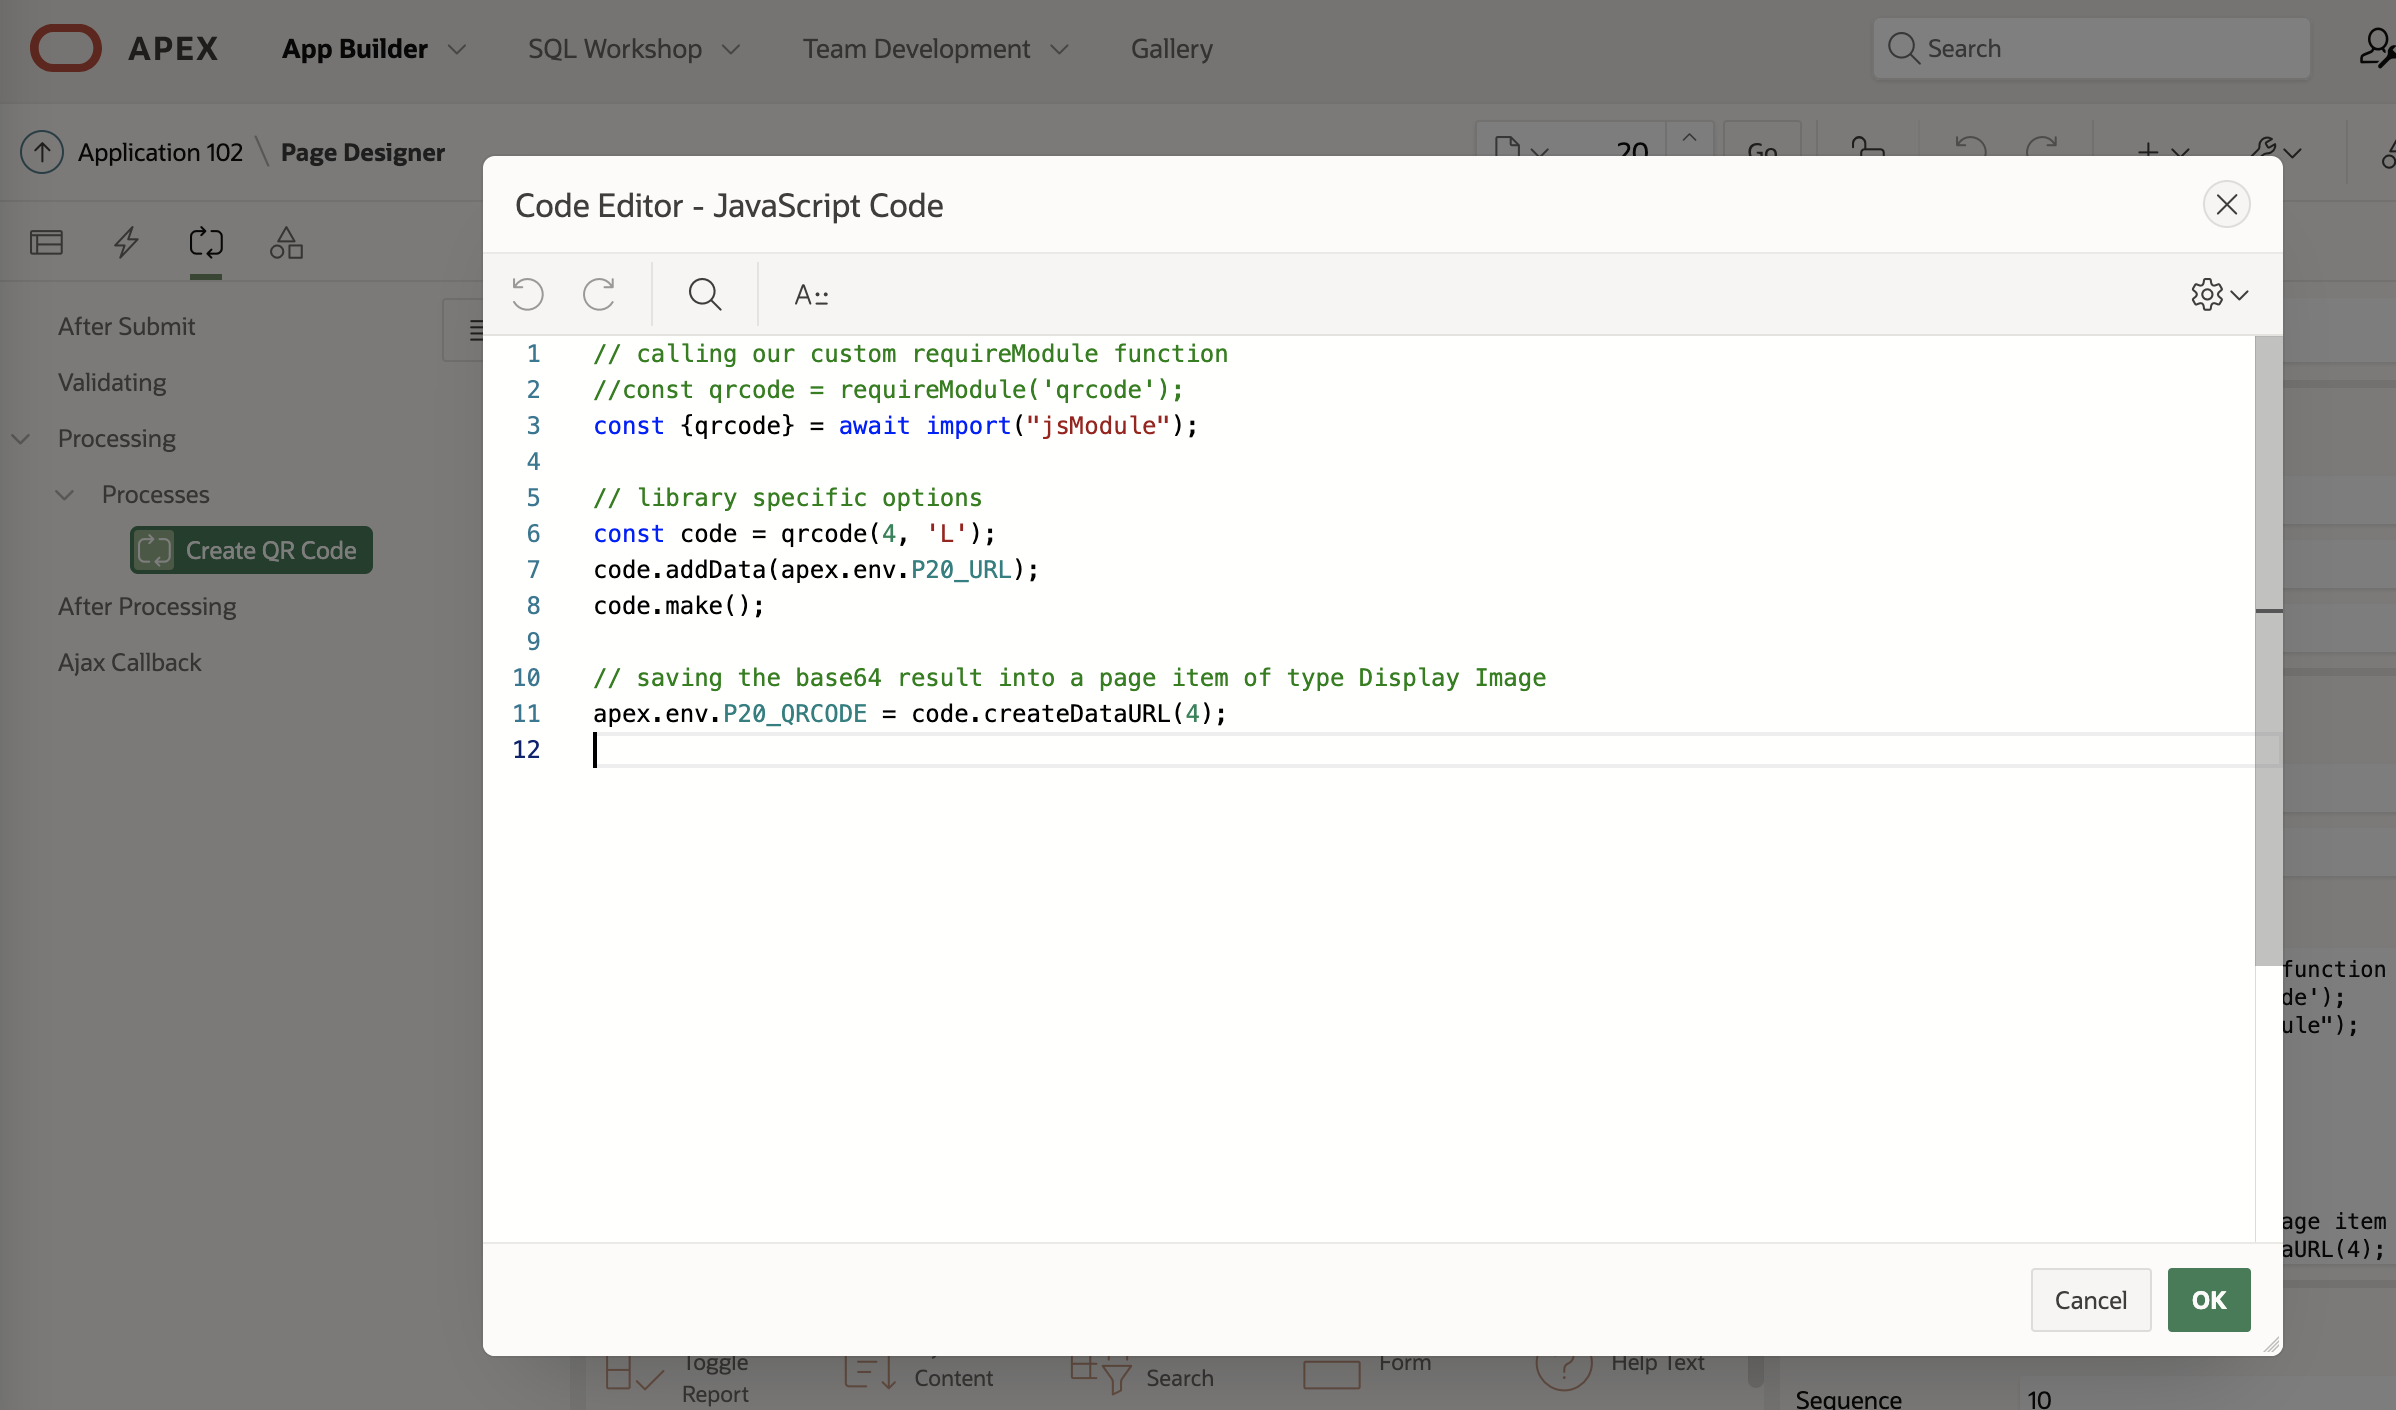 APEX App Builder SQL Workshop Team Development Gallery Search
Application 102 \ Page Designer 20 Go
Code Editor - JavaScript Code
After Submit
Validating
Processing
Processes
Create QR Code
After Processing
Ajax Callback
1 // calling our custom requireModule function
2 //const qrcode = requireModule('qrcode');
3 const {qrcode} = await import("jsModule");
4
5 // library specific options
6 const code = qrcode(4, 'L');
7 code.addData(apex.env.P20_URL);
8 code.make();
9
10 // saving the base64 result into a page item of type Display Image
11 apex.env.P20_QRCODE = code.createDataURL(4);
12
function
de');
ule");
age item
aURL(4);
Cancel OK
Toggle
Report
Content
Search
Form
Help Text
Sequence 10